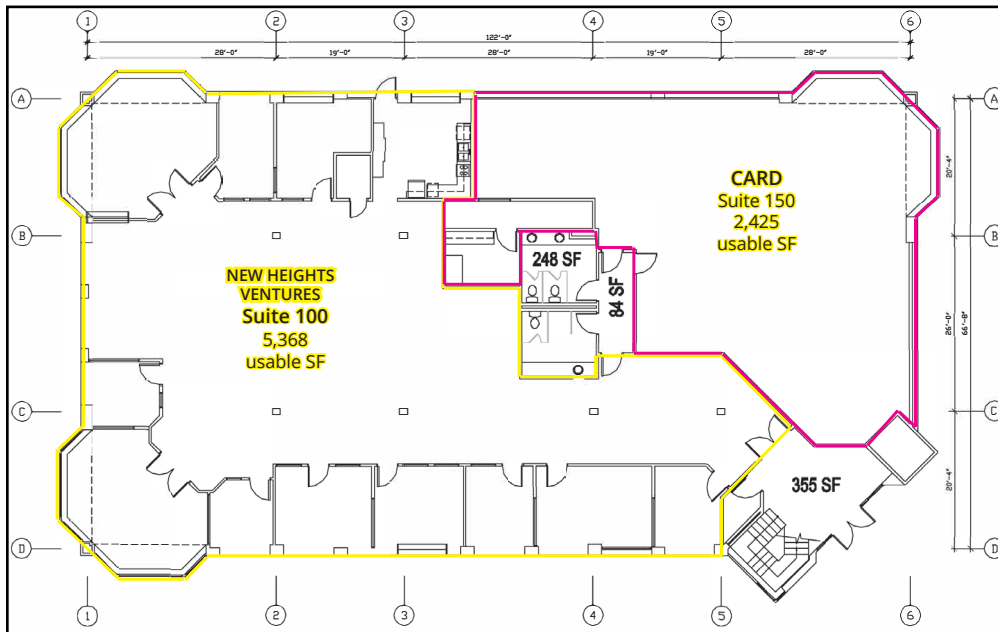 1 2 3 4 5 6
122'-0"
28'-0" 19'-0" 28'-0" 19'-0" 28'-0"
A A
20'-4"
CARD
Suite 150
2,425
usable SF
B B
248 SF
84 SF
NEW HEIGHTS
VENTURES
Suite 100
5,368
usable SF
26'-0"
66'-8"
C C
20'-4"
355 SF
D D
1 2 3 4 5 6